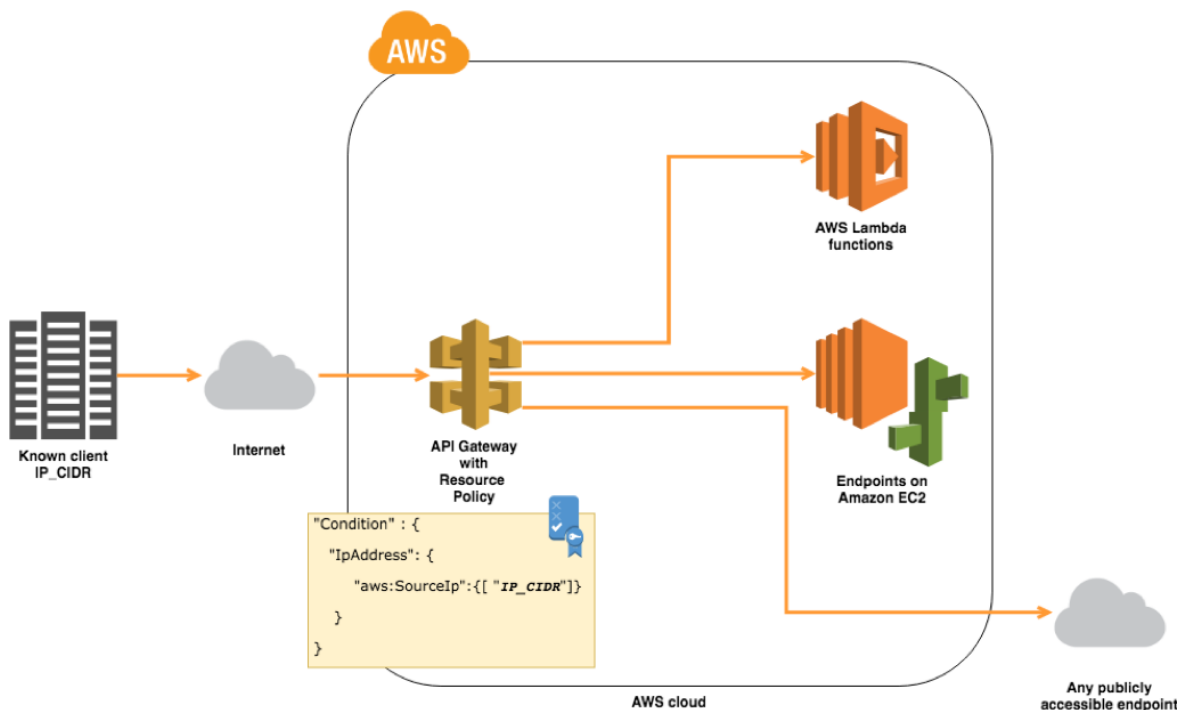 AWS
AWS Lambda
functions
Known client
IP_CIDR
Internet
API Gateway
with
Resource
Policy
Endpoints on
Amazon EC2
"Condition" : {
"IpAddress": {
"aws:SourceIp":{[ "IP_CIDR"]}
}
}
AWS cloud
Any publicly
accessible endpoint